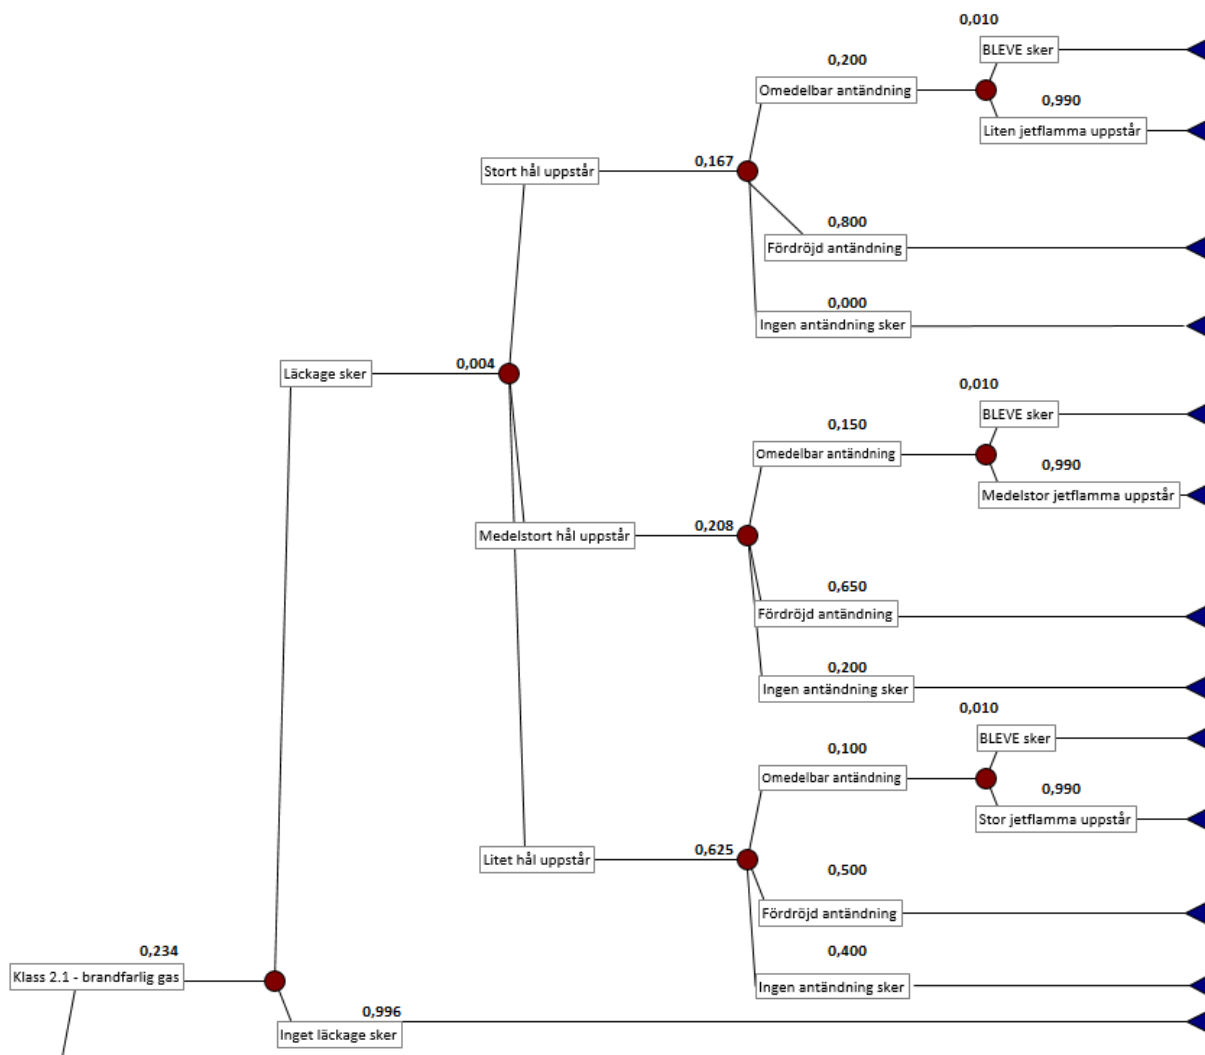 0,010
BLEVE sker
0,200
Omedelbar antändning
0,990
Liten jetflamma uppstår
Stort hål uppstår
0,167
0,800
Fördröjd antändning
0,000
Ingen antändning sker
Läckage sker
0,004
0,010
BLEVE sker
0,150
Omedelbar antändning
0,990
Medelstor jetflamma uppstår
Medelstort hål uppstår
0,208
0,650
Fördröjd antändning
0,200
Ingen antändning sker
0,010
BLEVE sker
0,100
Omedelbar antändning
0,990
Stor jetflamma uppstår
Litet hål uppstår
0,625
0,500
Fördröjd antändning
0,400
Ingen antändning sker
0,234
Klass 2.1 - brandfarlig gas
0,996
Inget läckage sker